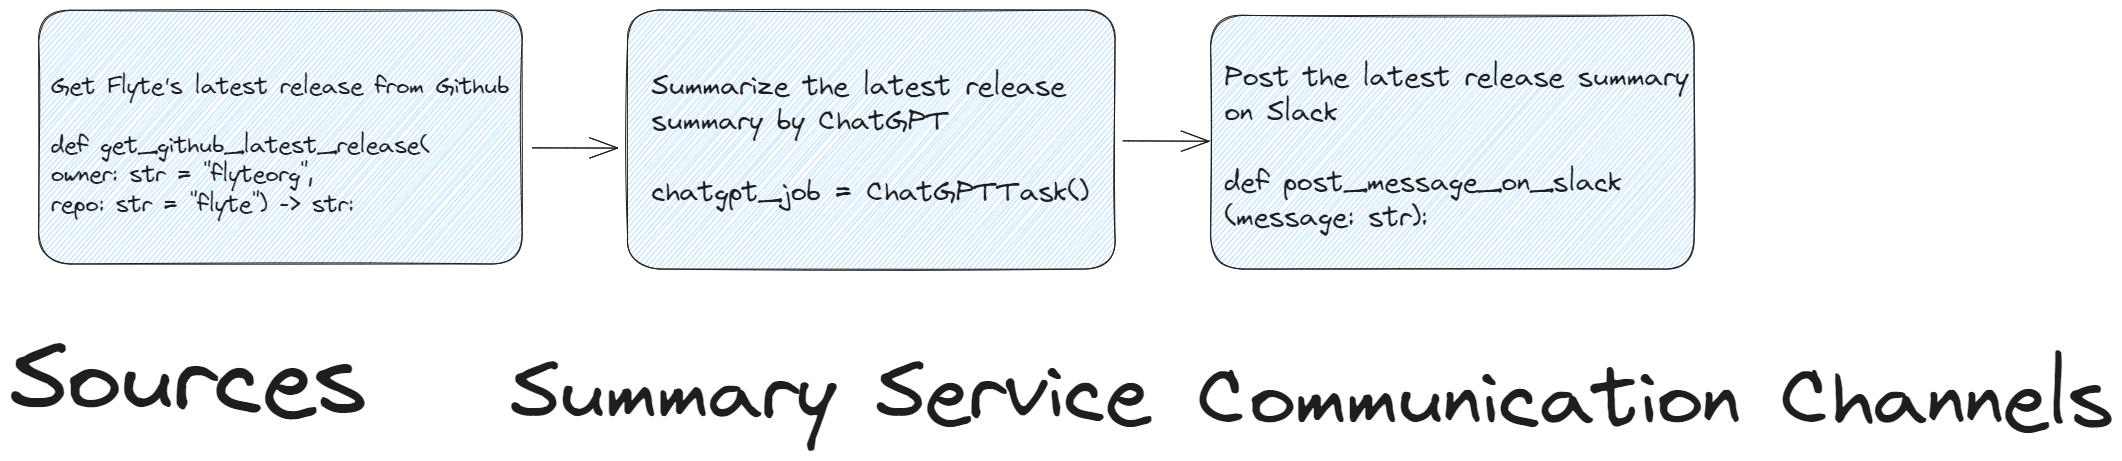 Get Flyte's latest release from Github
def get_github_latest_release(
owner: str = "flyteorg",
repo: str = "flyte") -> str:
Summarize the latest release
summary by ChatGPT
chatgpt_job = ChatGPTTask()
Post the latest release summary
on Slack
def post_message_on_slack
(message: str):
Sources
Summary Service
Communication Channels